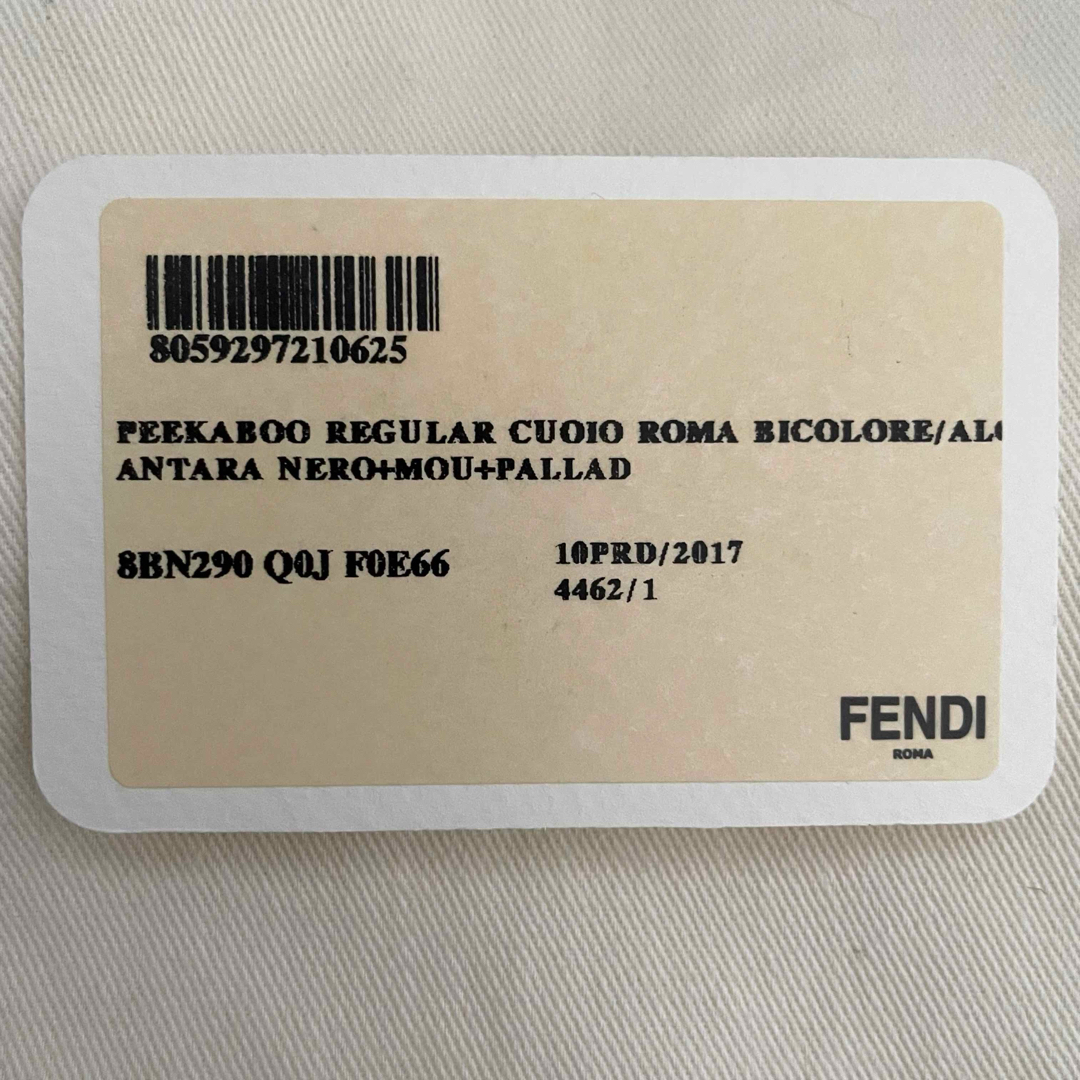 8059297210625
PEEKABOO REGULAR CUOIO ROMA BICOLORE/ALC
ANTARA NERO+MOU+PALLAD
8BN290 Q0J F0E66
10PRD/2017
4462/1
FENDI
ROMA